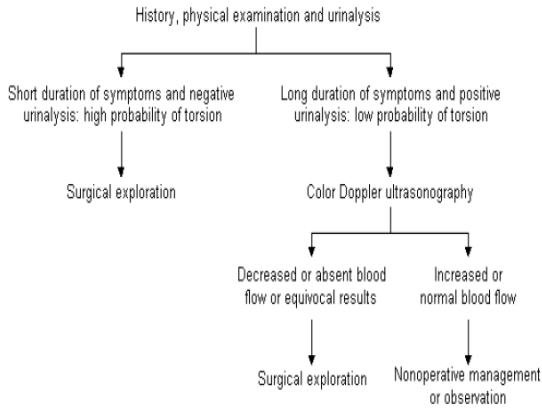 History, physical examination and urinalysis
Short duration of symptoms and negative
urinalysis: high probability of torsion
Long duration of symptoms and positive
urinalysis: low probability of torsion
Surgical exploration
Color Doppler ultrasonography
Decreased or absent blood
flow or equivocal results
Increased or
normal blood flow
Surgical exploration
Nonoperative management
or observation